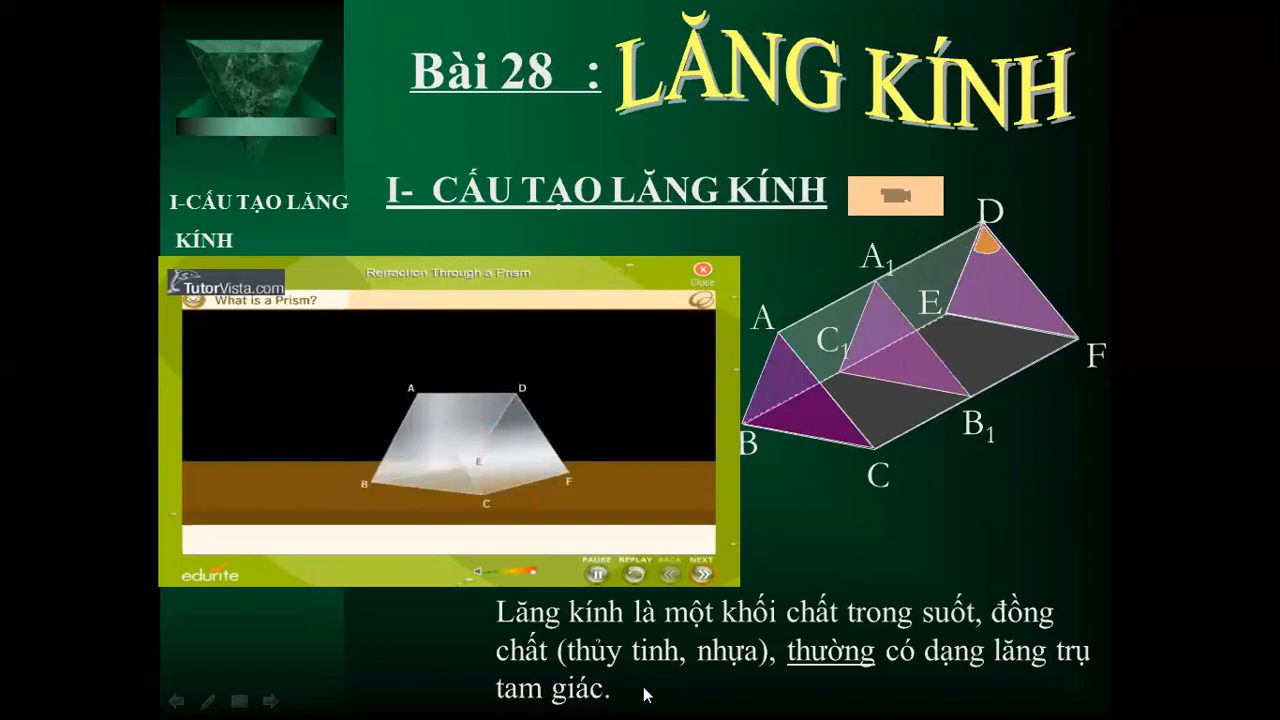 Bài 28 :
LĂNG KÍNH
I-CẤU TẠO LĂNG
KÍNH
I- CẤU TẠO LĂNG KÍNH
TutorVista.com
Refraction Through a Prism
Close
What is a Prism?
A
D
E
B
F
C
PAUSE REPLAY BACK NEXT
edurite
D
A1
E
A
C1
F
B1
B
C
Lăng kính là một khối chất trong suốt, đồng
chất (thủy tinh, nhựa), thường có dạng lăng trụ
tam giác.